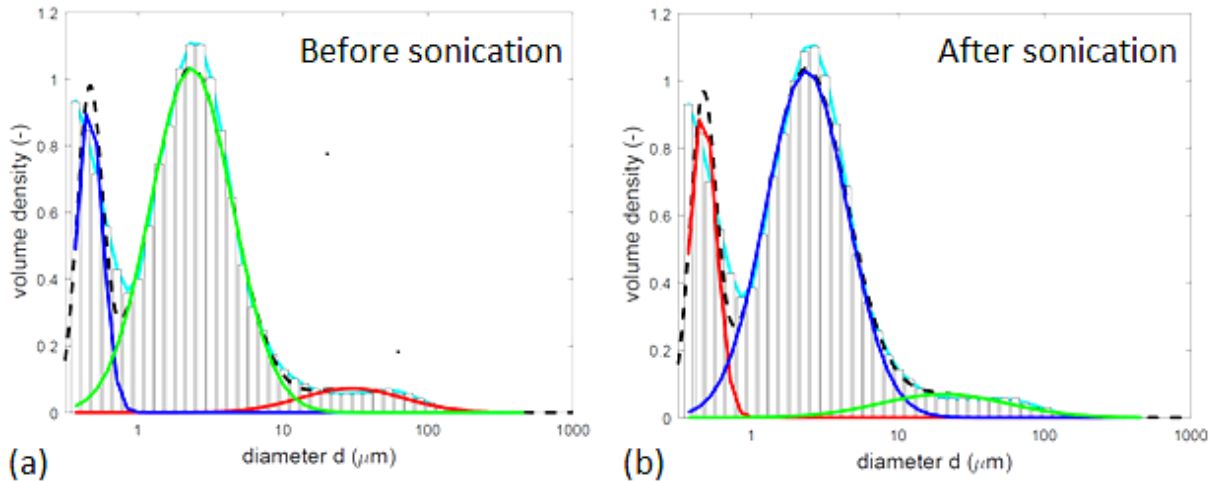 1.2
1
0.8
0.6
0.4
0.2
0
volume density (-)
Before sonication
1
10
100
1000
diameter d (μm)
(a)
1.2
1
0.8
0.6
0.4
0.2
0
volume density (-)
After sonication
1
10
100
1000
diameter d (μm)
(b)